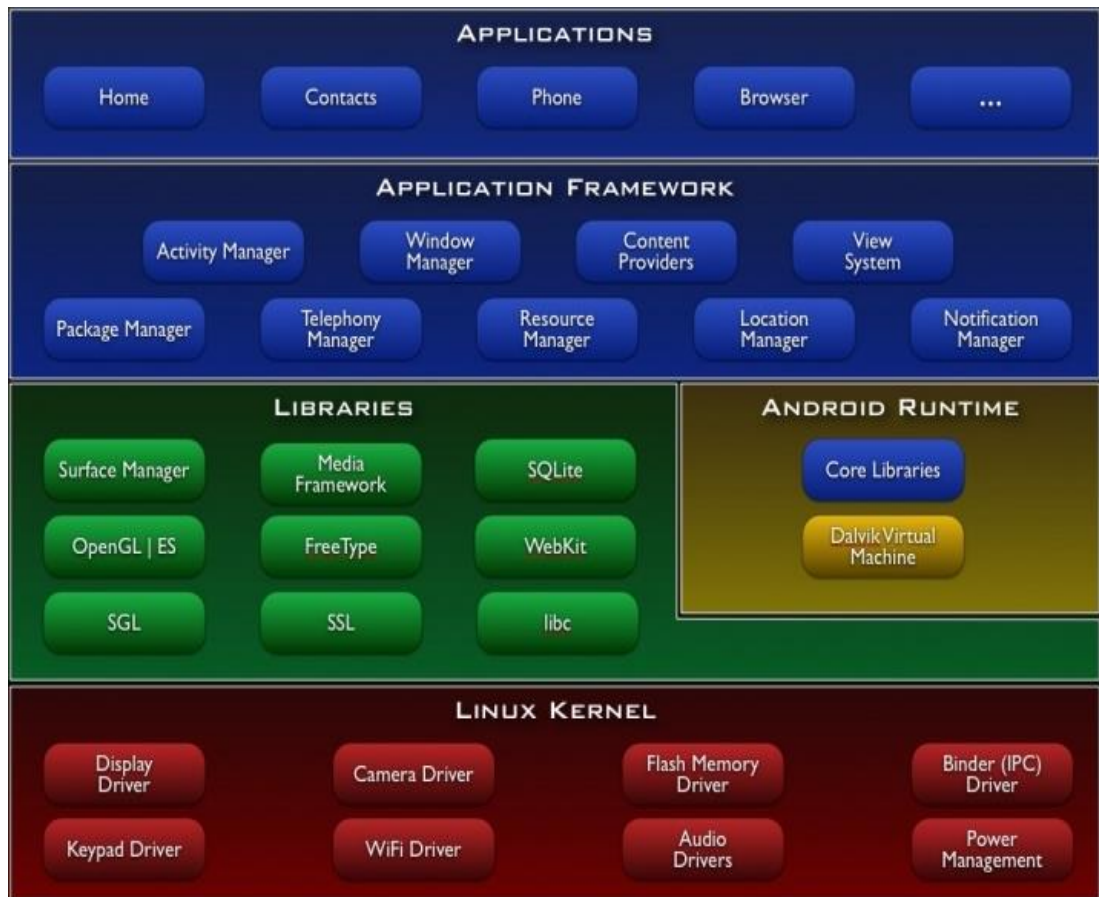 APPLICATIONS
Home
Contacts
Phone
Browser
...
APPLICATION FRAMEWORK
Activity Manager
Window
Manager
Content
Providers
View
System
Package Manager
Telephony
Manager
Resource
Manager
Location
Manager
Notification
Manager
LIBRARIES
Surface Manager
Media
Framework
SQLite
OpenGL | ES
FreeType
WebKit
SGL
SSL
libc
ANDROID RUNTIME
Core Libraries
Dalvik Virtual
Machine
LINUX KERNEL
Display
Driver
Camera Driver
Flash Memory
Driver
Binder (IPC)
Driver
Keypad Driver
WiFi Driver
Audio
Drivers
Power
Management